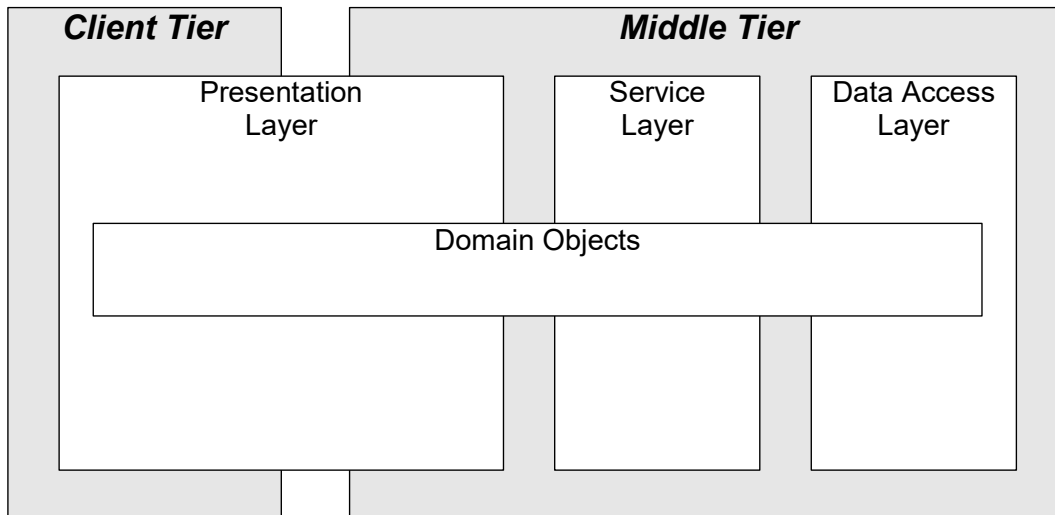 Client Tier
Middle Tier
Presentation
Layer
Service
Layer
Data Access
Layer
Domain Objects